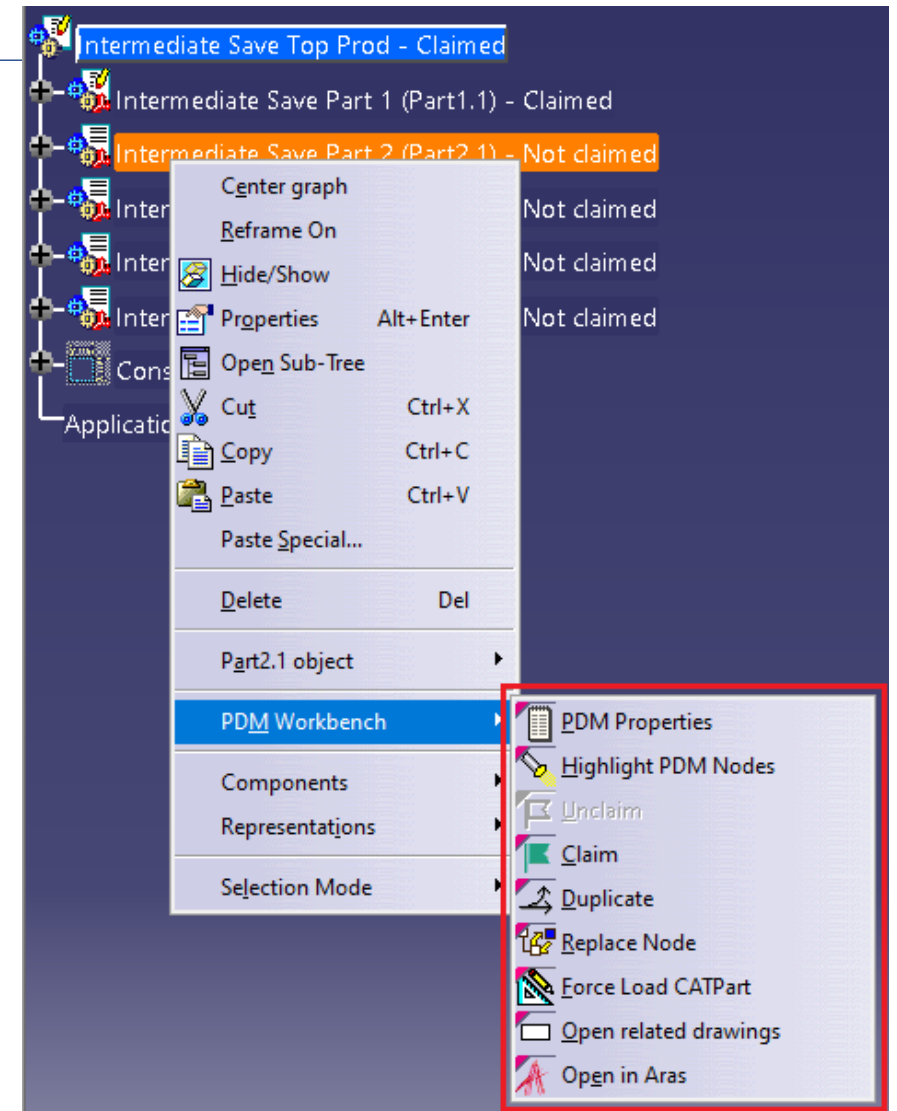 Intermediate Save Top Prod - Claimed
Intermediate Save Part 1 (Part1.1) - Claimed
Intermediate Save Part 2 (Part2.1) - Not claimed
Inter Not claimed
Inter Not claimed
Inter Not claimed
Cons
Applicatio
Center graph
Reframe On
Hide/Show
Properties Alt+Enter
Open Sub-Tree
Cut Ctrl+X
Copy Ctrl+C
Paste Ctrl+V
Paste Special...
Delete Del
Part2.1 object
PDM Workbench
Components
Representations
Selection Mode
PDM Properties
Highlight PDM Nodes
Unclaim
Claim
Duplicate
Replace Node
Force Load CATPart
Open related drawings
Open in Aras